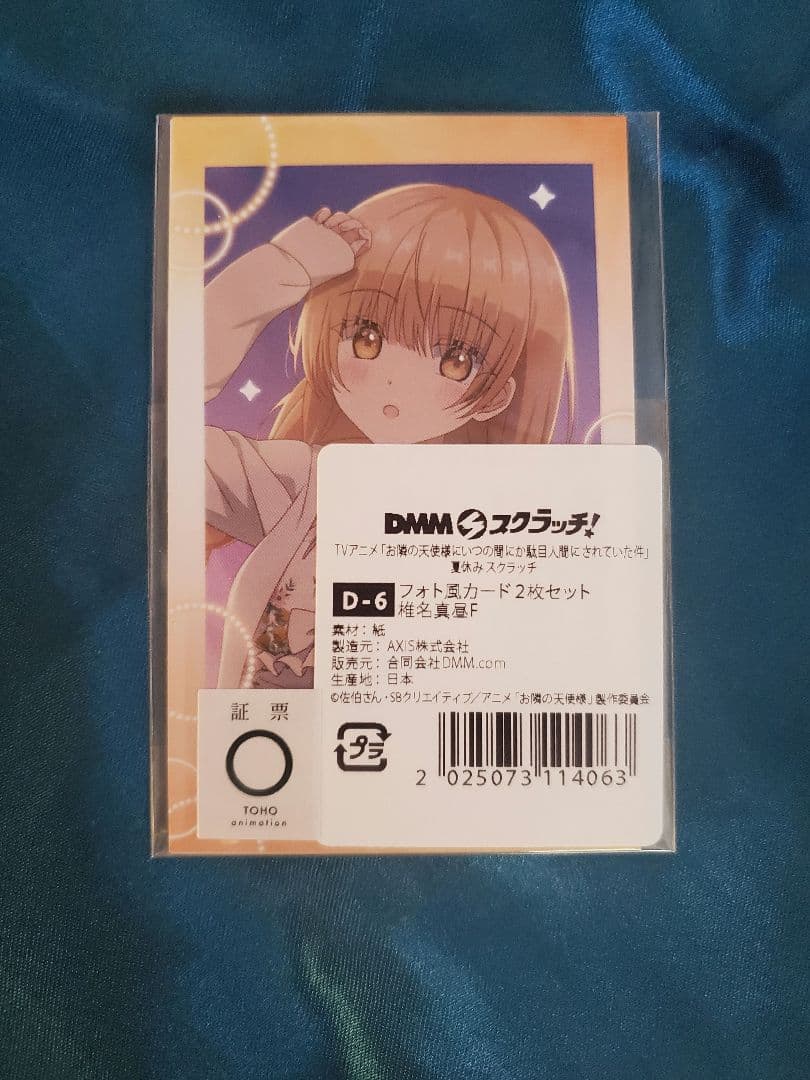 DMM スクラッチ!
TVアニメ「お隣の天使様にいつの間にか駄目人間にされていた件」
夏休みスクラッチ
D-6 フォト風カード2枚セット
椎名真昼F
素材：紙
製造元：AXIS株式会社
販売元：合同会社DMM.com
生産地：日本
©佐伯さん・SBクリエイティブ／アニメ「お隣の天使様」製作委員会
プラ
2 025073 114063
証 票
TOHO
animation